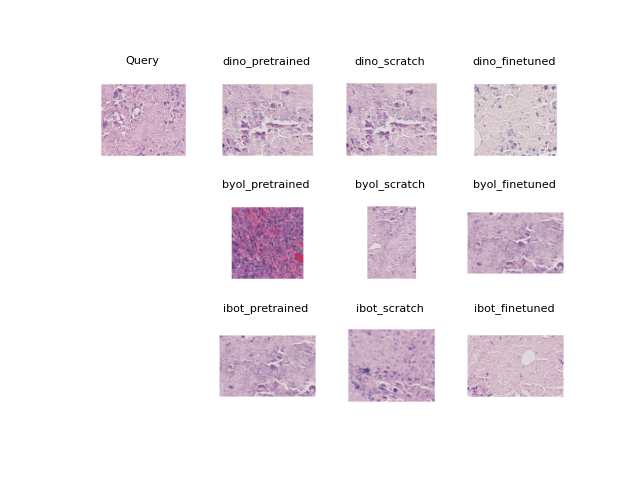 Query
dino_pretrained
dino_scratch
dino_finetuned
byol_pretrained
byol_scratch
byol_finetuned
ibot_pretrained
ibot_scratch
ibot_finetuned